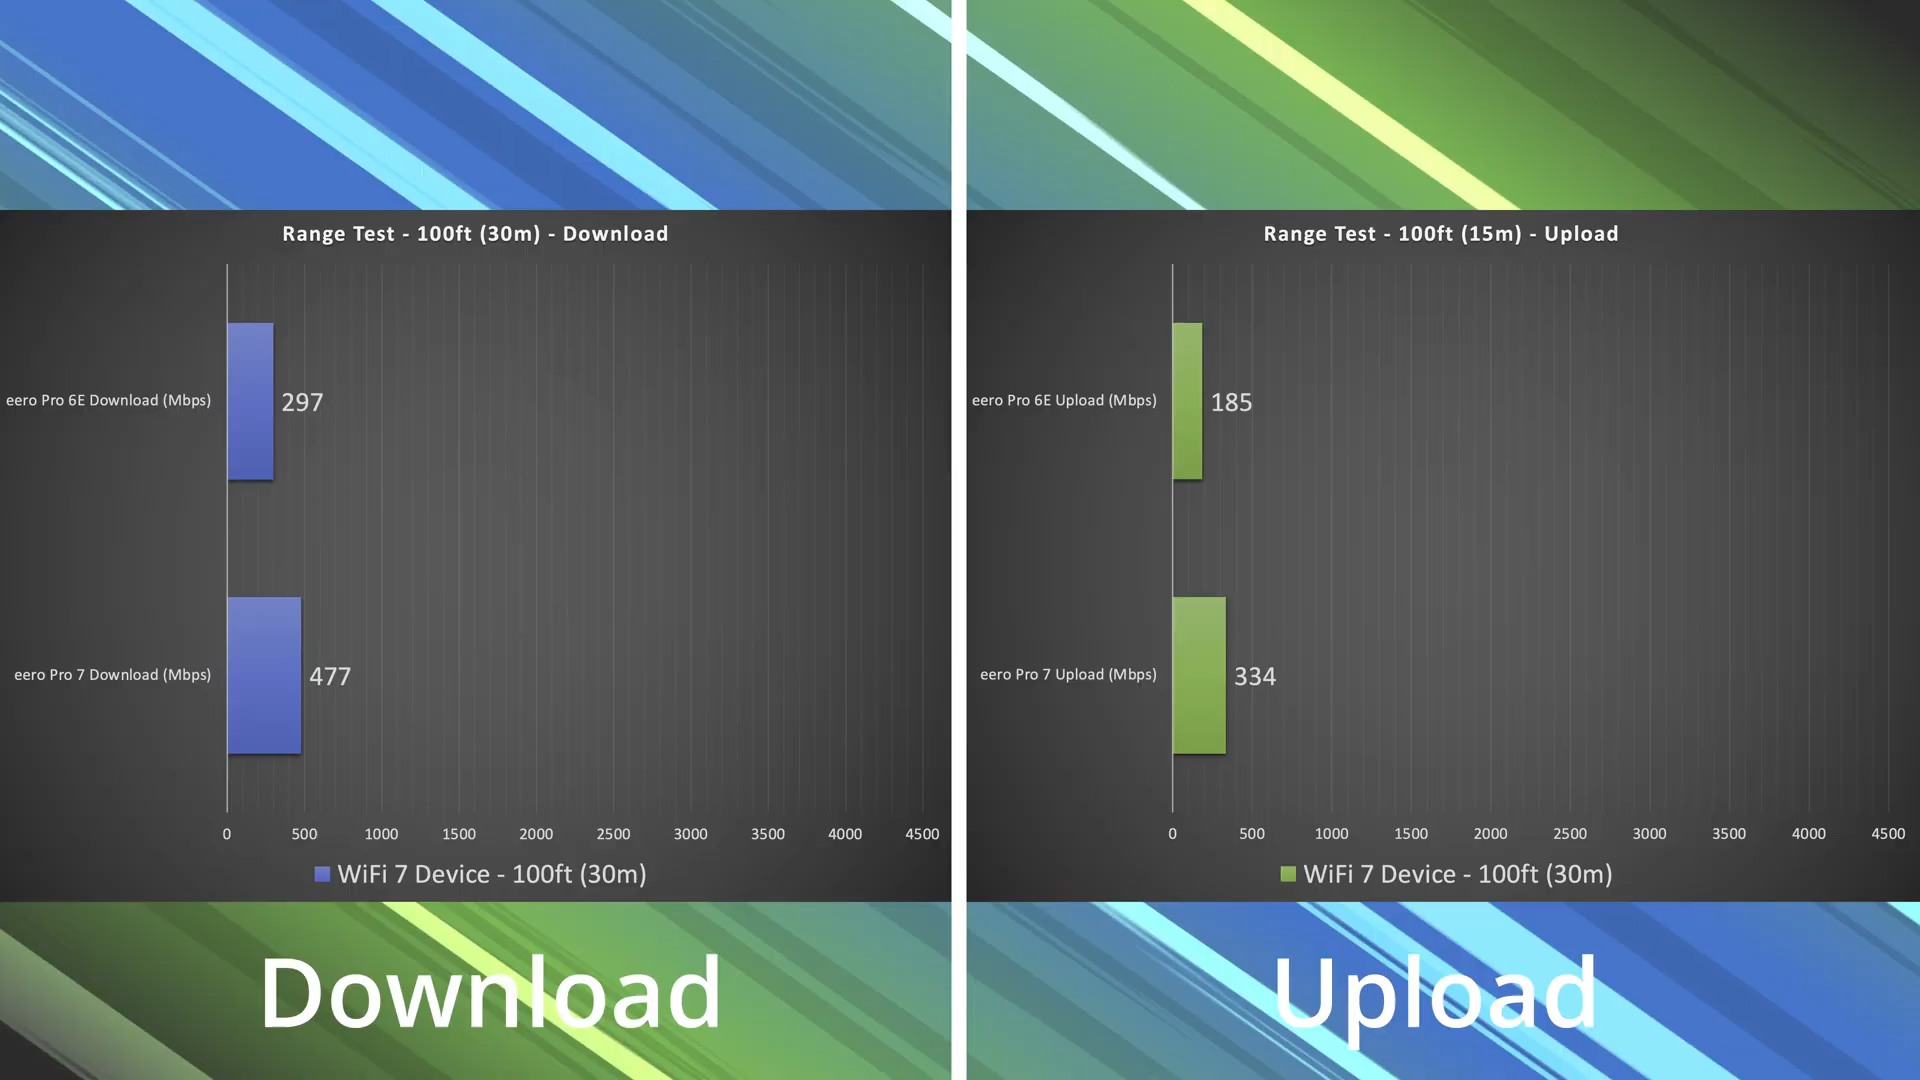 Range Test - 100ft (30m) - Download
eero Pro 6E Download (Mbps)
297
eero Pro 7 Download (Mbps)
477
0 500 1000 1500 2000 2500 3000 3500 4000 4500
WiFi 7 Device - 100ft (30m)
Download
Range Test - 100ft (15m) - Upload
eero Pro 6E Upload (Mbps)
185
eero Pro 7 Upload (Mbps)
334
0 500 1000 1500 2000 2500 3000 3500 4000 4500
WiFi 7 Device - 100ft (30m)
Upload